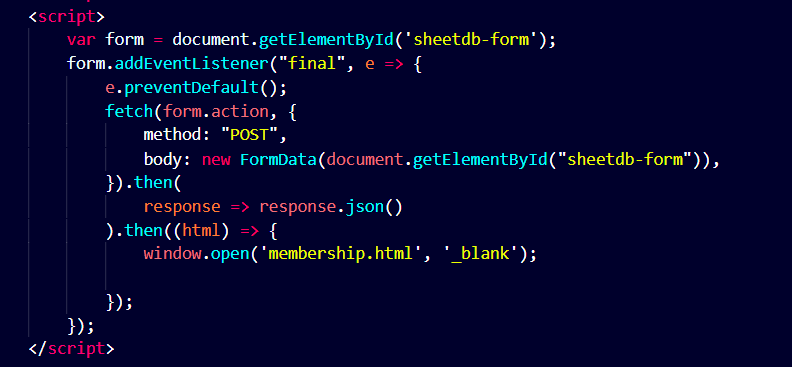 <script>
var form = document.getElementById('sheetdb-form');
form.addEventListener("final", e => {
e.preventDefault();
fetch(form.action, {
method: "POST",
body: new FormData(document.getElementById("sheetdb-form")),
}).then(
response => response.json()
).then((html) => {
window.open('membership.html', '_blank');
});
});
</script>